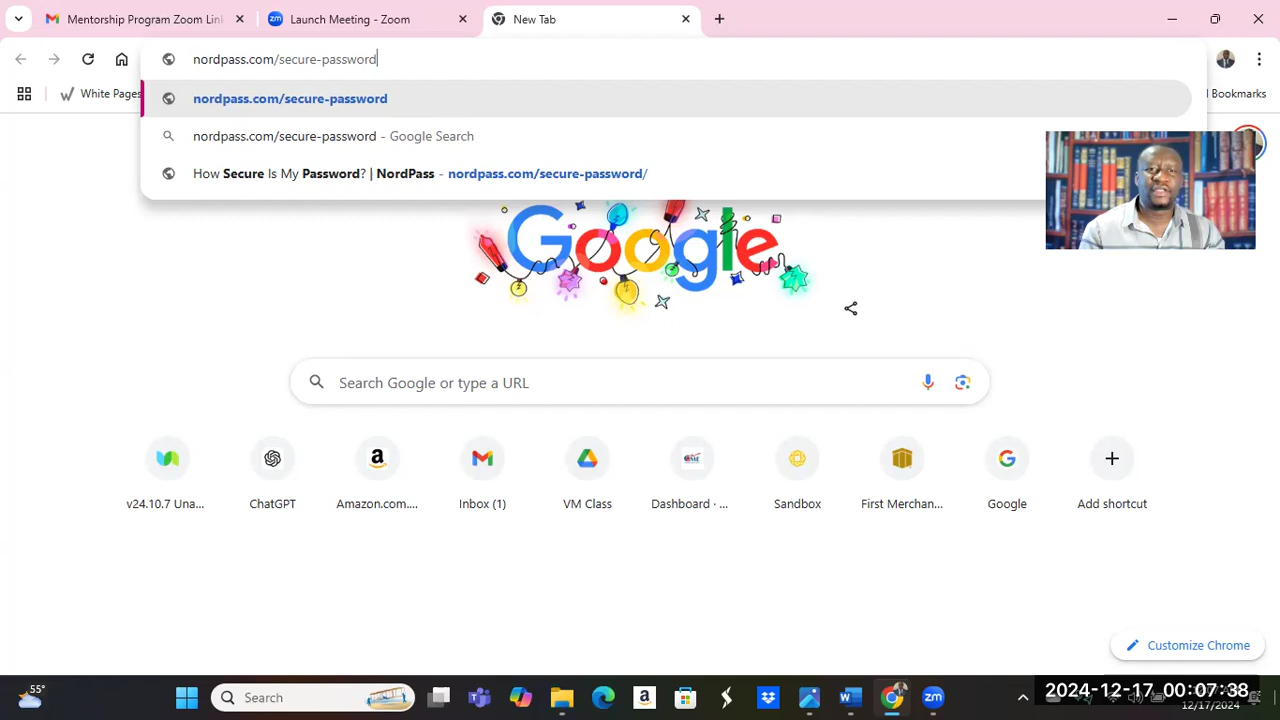 Mentorship Program Zoom Lin
Launch Meeting - Zoom
New Tab
nordpass.com/secure-password
White Pages
Bookmarks
nordpass.com/secure-password
nordpass.com/secure-password - Google Search
How Secure Is My Password? | NordPass - nordpass.com/secure-password/
Google
Search Google or type a URL
v24.10.7 Una...
ChatGPT
Amazon.com....
Inbox (1)
VM Class
Dashboard · ...
Sandbox
First Merchan...
Google
Add shortcut
Customize Chrome
55°
Search
2024-12-17 00:07:38
12/17/2024